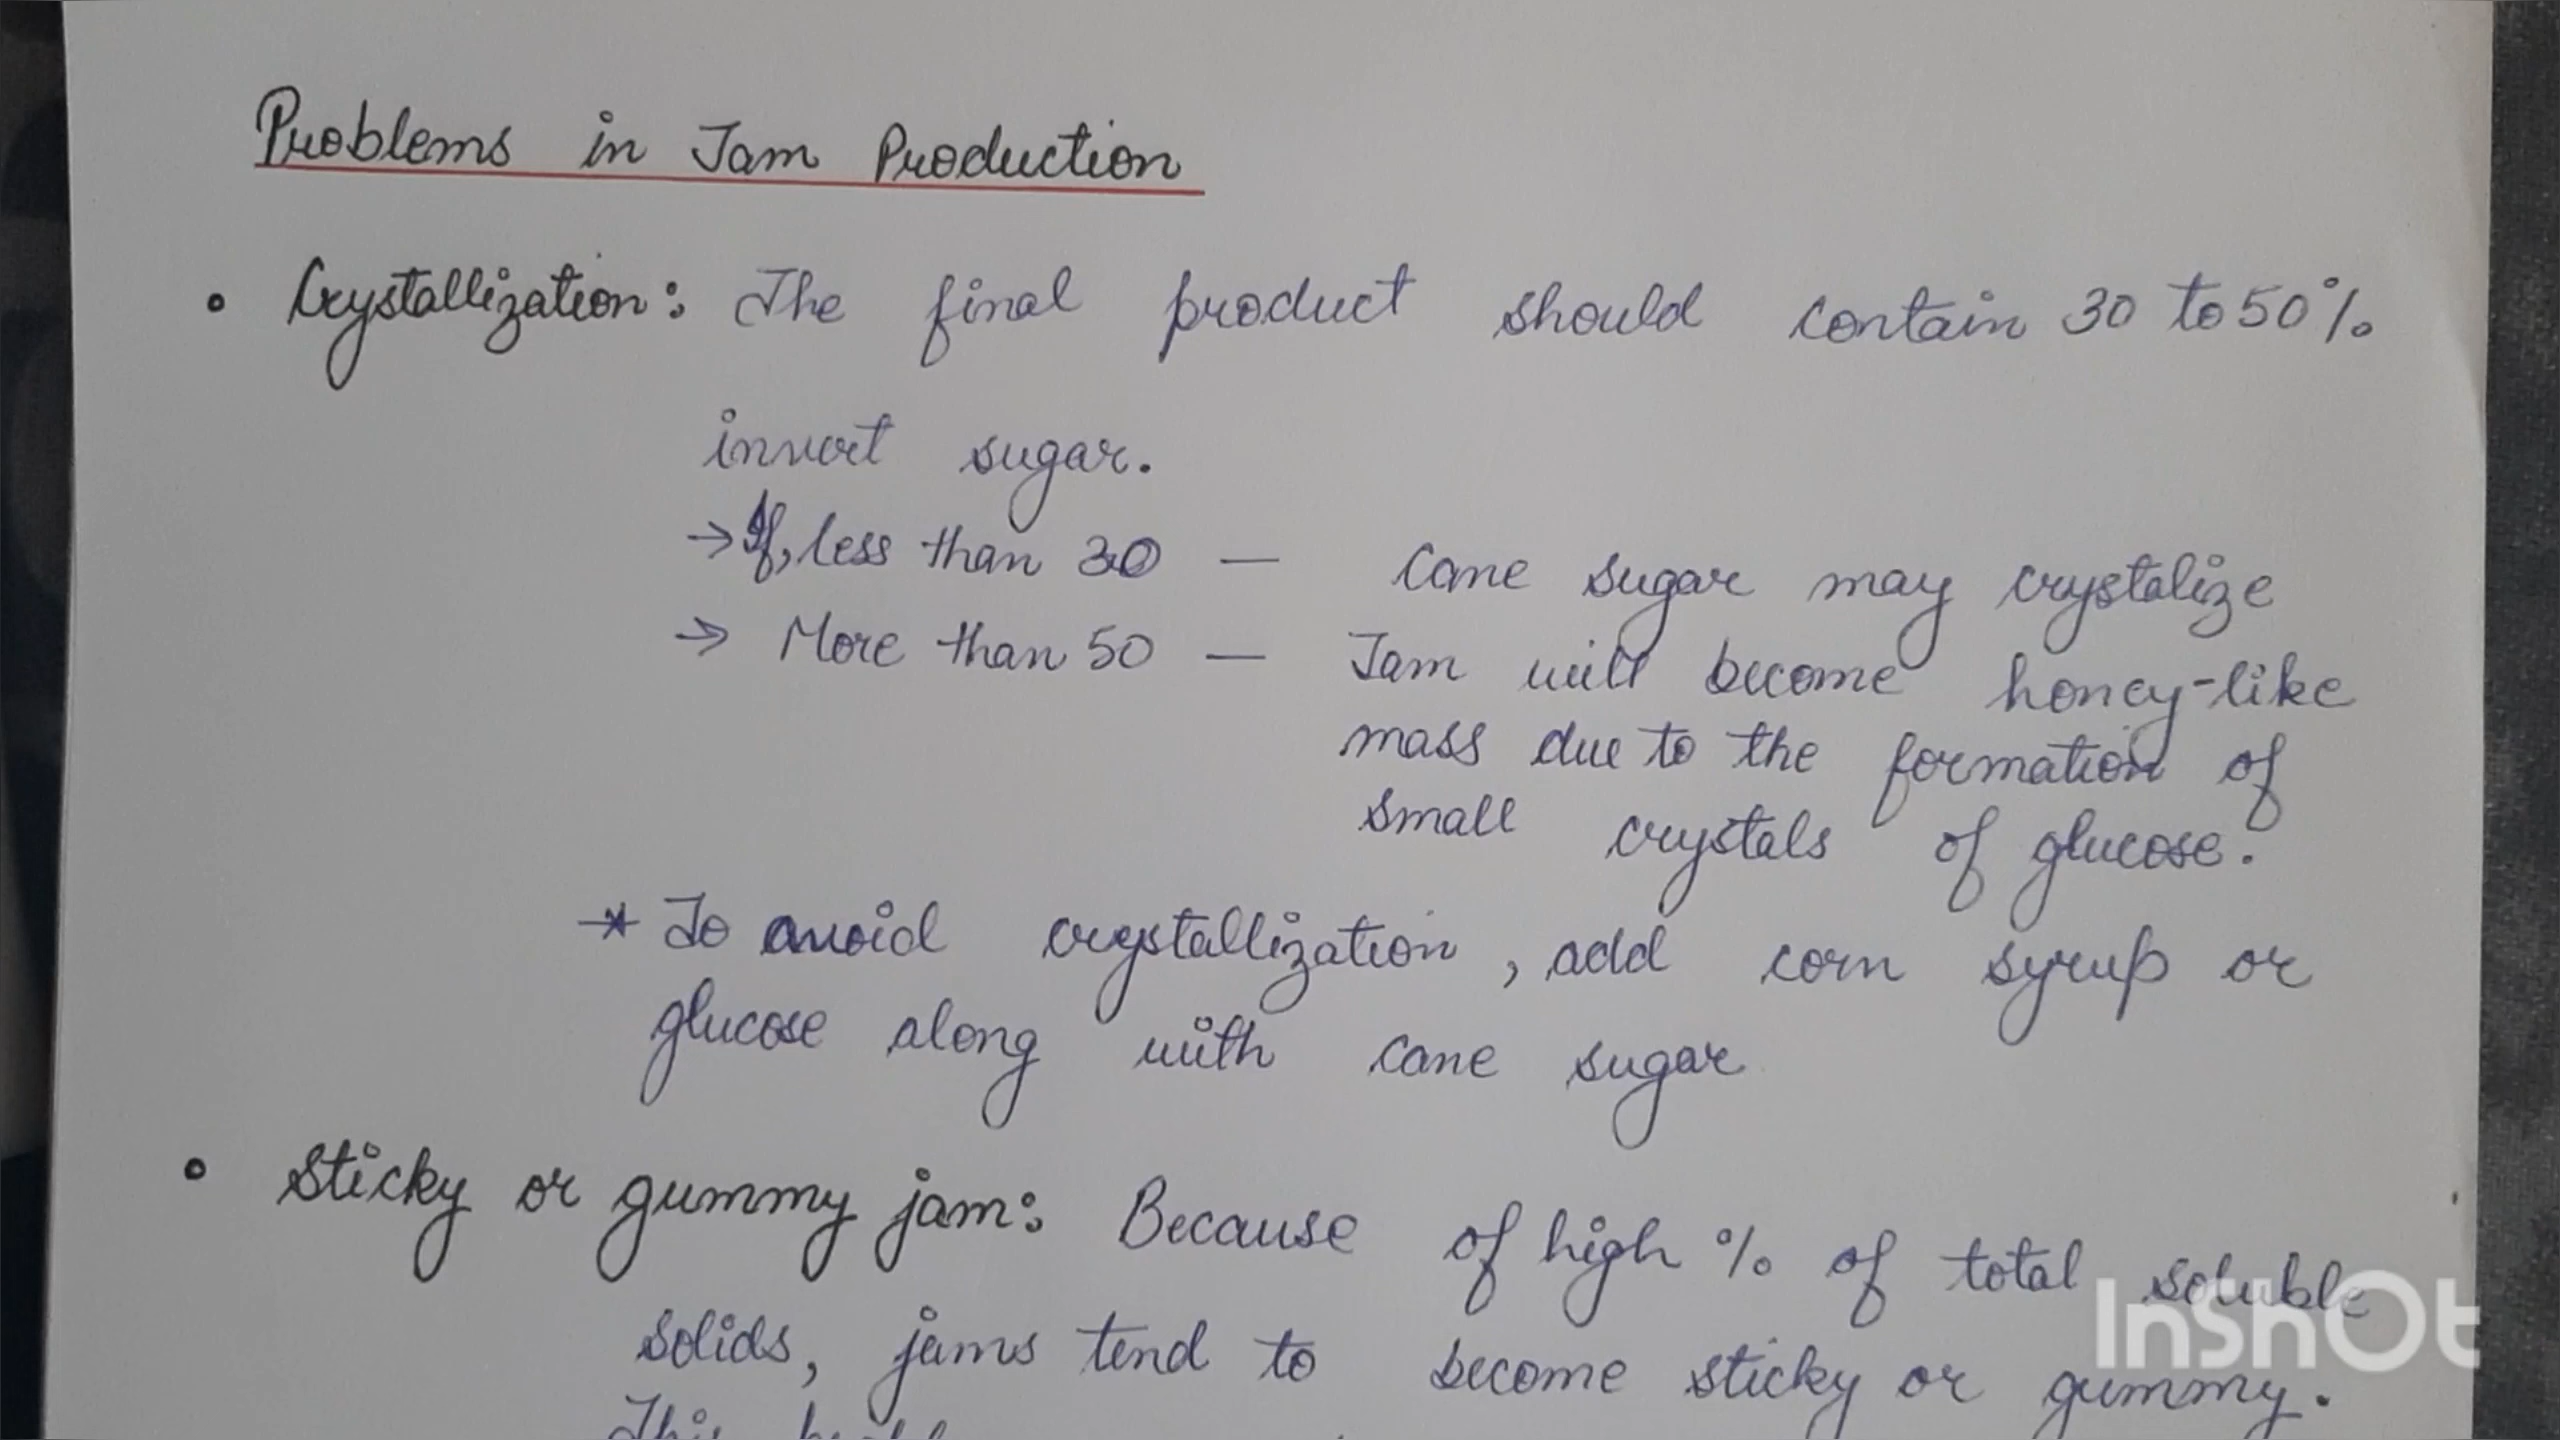 Problems in Jam Production
• Crystallization: The final product should contain 30 to 50%
invert sugar.
→ If, less than 30 — Cane sugar may crystalize
→ More than 50 — Jam will become honey-like
mass due to the formation of
small crystals of glucose.
* To avoid crystallization, add corn syrup or
glucose along with cane sugar
• Sticky or gummy jam: Because of high % of total soluble
solids, jams tend to become sticky or gummy.
This
InShOt